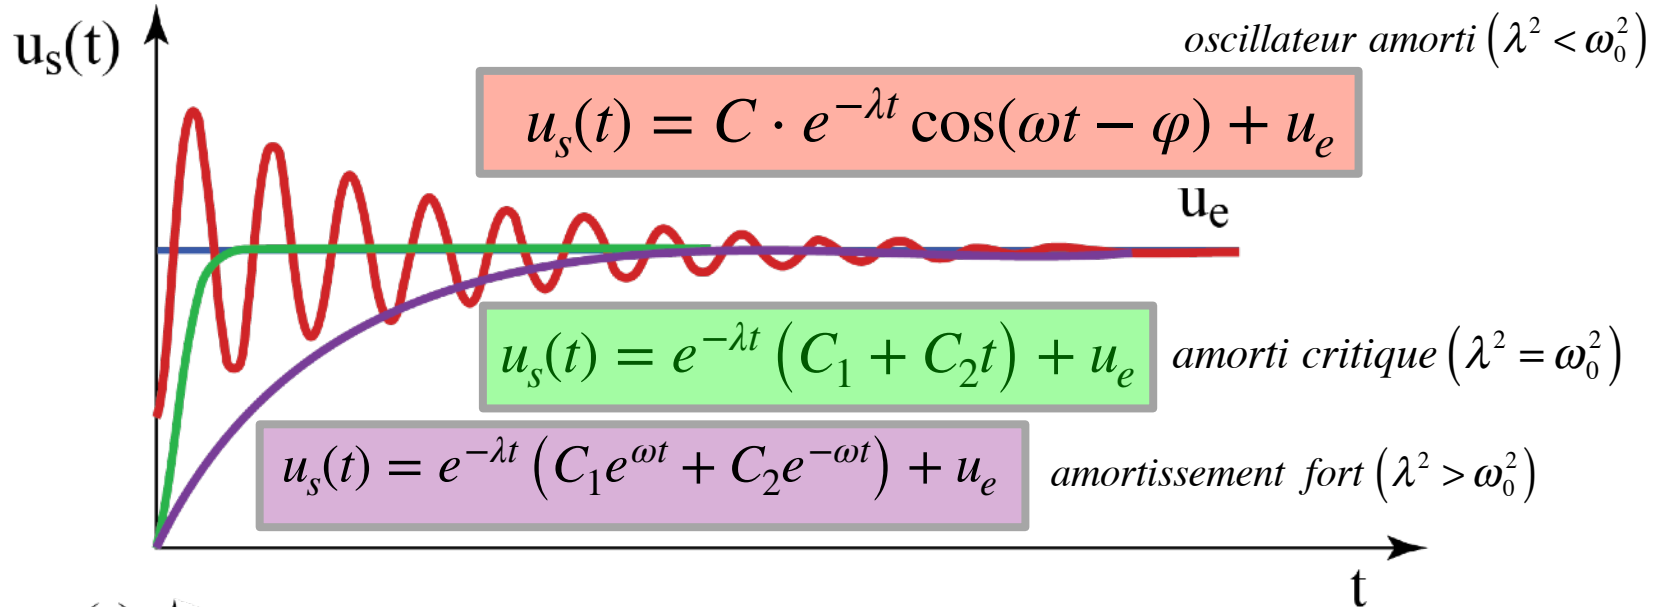 u_s(t)
oscillateur amorti (λ² < ω₀²)
u_s(t) = C · e^{−λt} cos(ωt − φ) + u_e
u_e
u_s(t) = e^{−λt} (C₁ + C₂t) + u_e
amorti critique (λ² = ω₀²)
u_s(t) = e^{−λt} (C₁e^{ωt} + C₂e^{−ωt}) + u_e
amortissement fort (λ² > ω₀²)
t